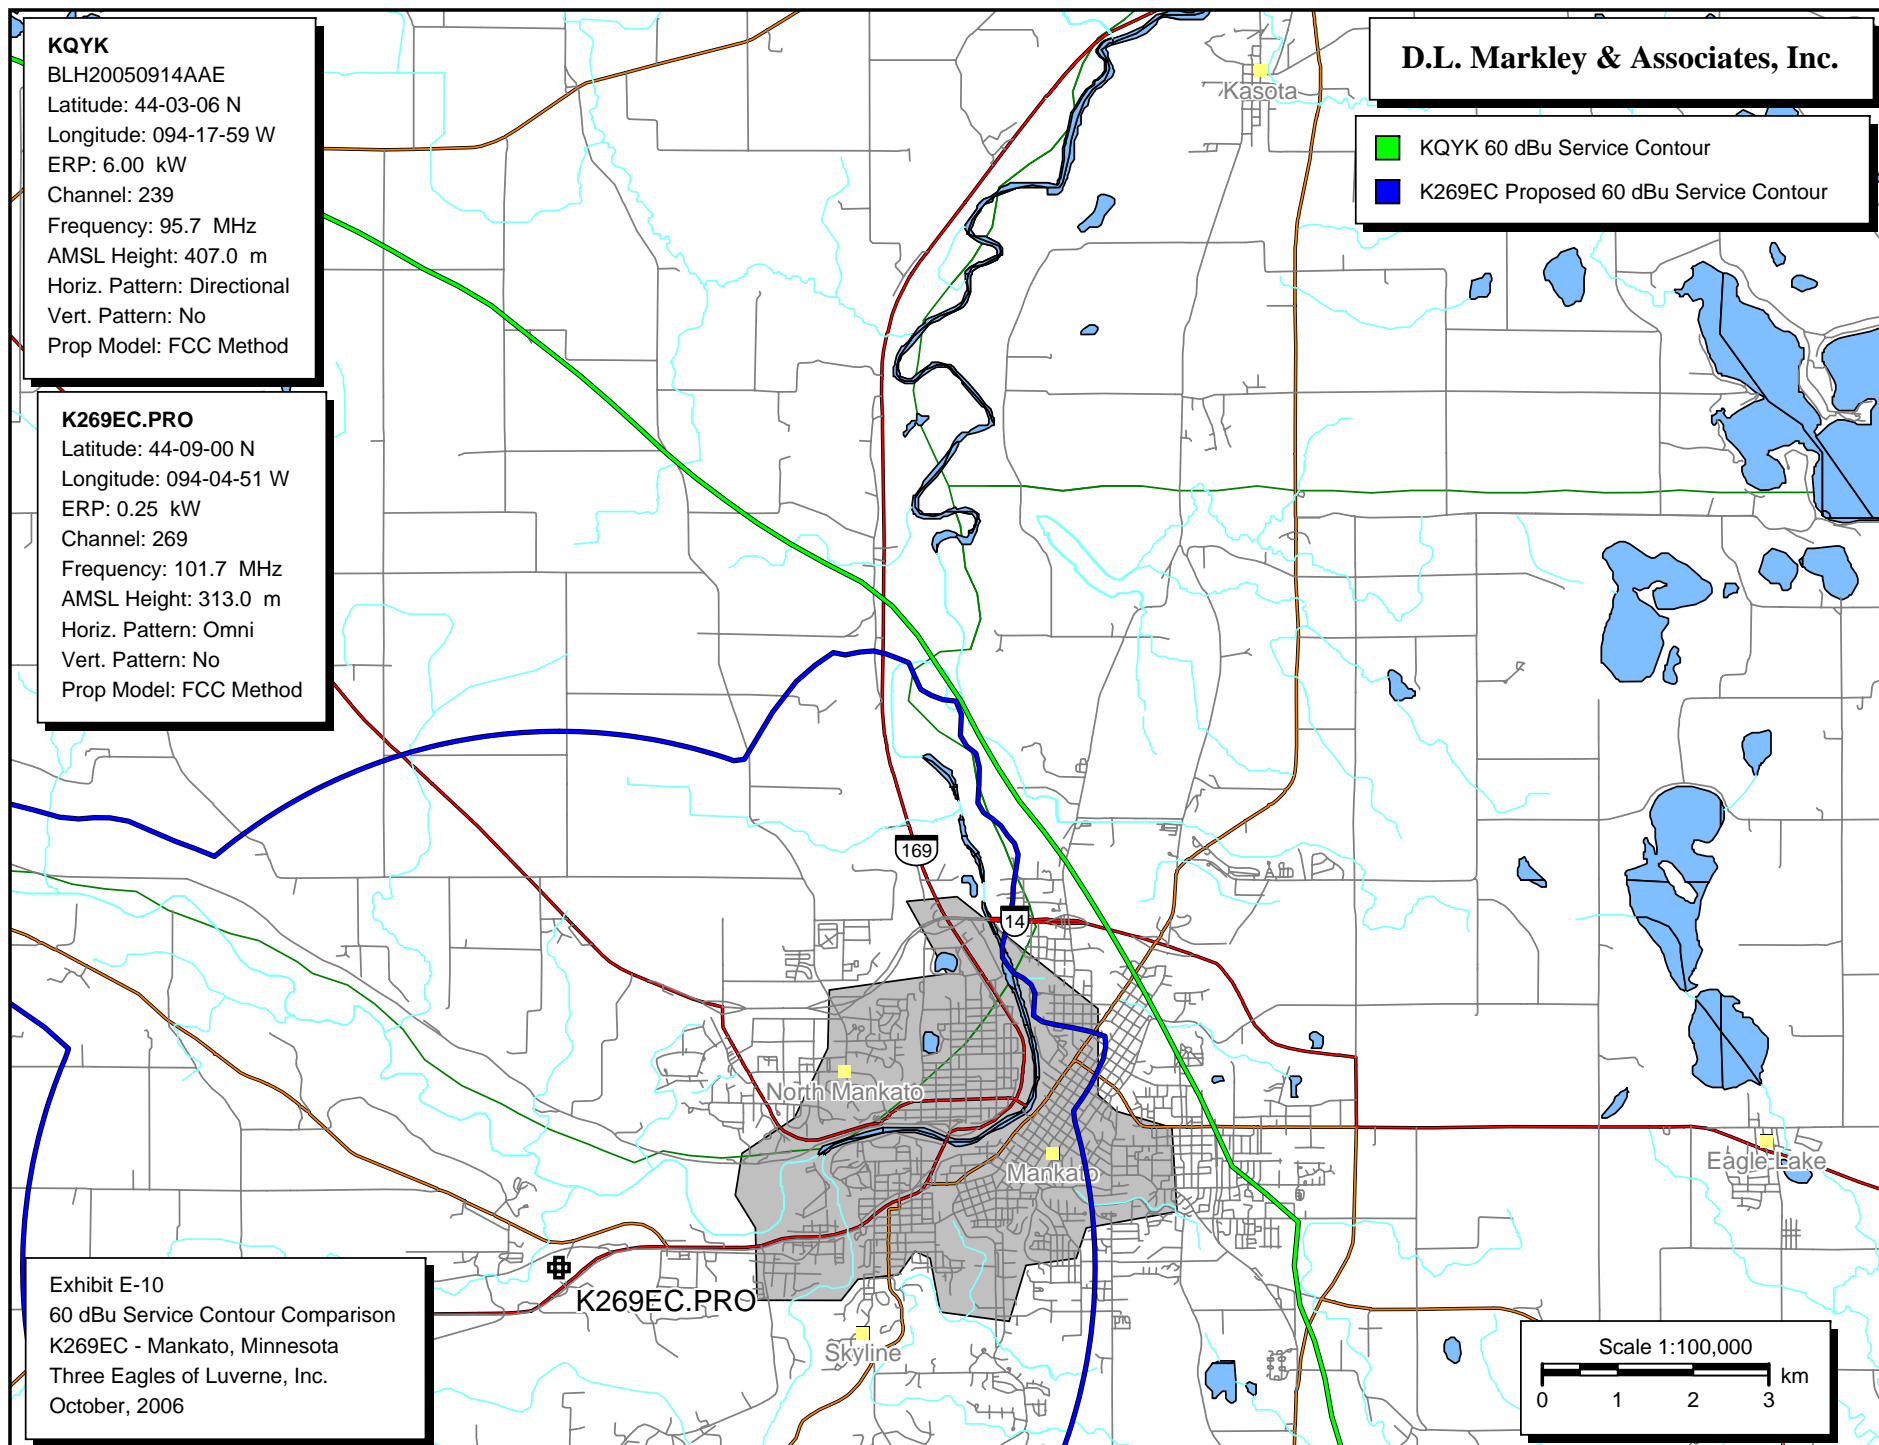 KQYK
BLH20050914AAE
Latitude: 44-03-06 N
Longitude: 094-17-59 W
ERP: 6.00 kW
Channel: 239
Frequency: 95.7 MHz
AMSL Height: 407.0 m
Horiz. Pattern: Directional
Vert. Pattern: No
Prop Model: FCC Method
K269EC.PRO
Latitude: 44-09-00 N
Longitude: 094-04-51 W
ERP: 0.25 kW
Channel: 269
Frequency: 101.7 MHz
AMSL Height: 313.0 m
Horiz. Pattern: Omni
Vert. Pattern: No
Prop Model: FCC Method
D.L. Markley & Associates, Inc.
KQYK 60 dBu Service Contour
K269EC Proposed 60 dBu Service Contour
Kasota
169
14
North Mankato
Mankato
Eagle Lake
K269EC.PRO
Skyline
Exhibit E-10
60 dBu Service Contour Comparison
K269EC - Mankato, Minnesota
Three Eagles of Luverne, Inc.
October, 2006
Scale 1:100,000
km
0 1 2 3